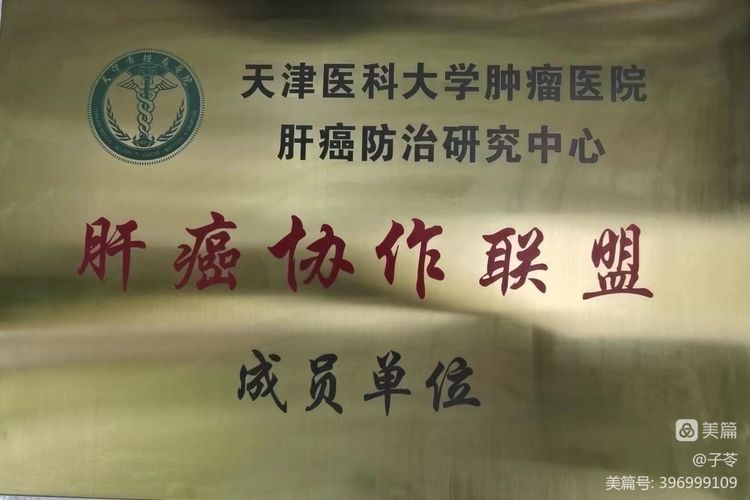 天津医科大学肿瘤医院
肝癌防治研究中心
肝癌协作联盟
成员单位
美篇
@子苓
美篇号: 396999109